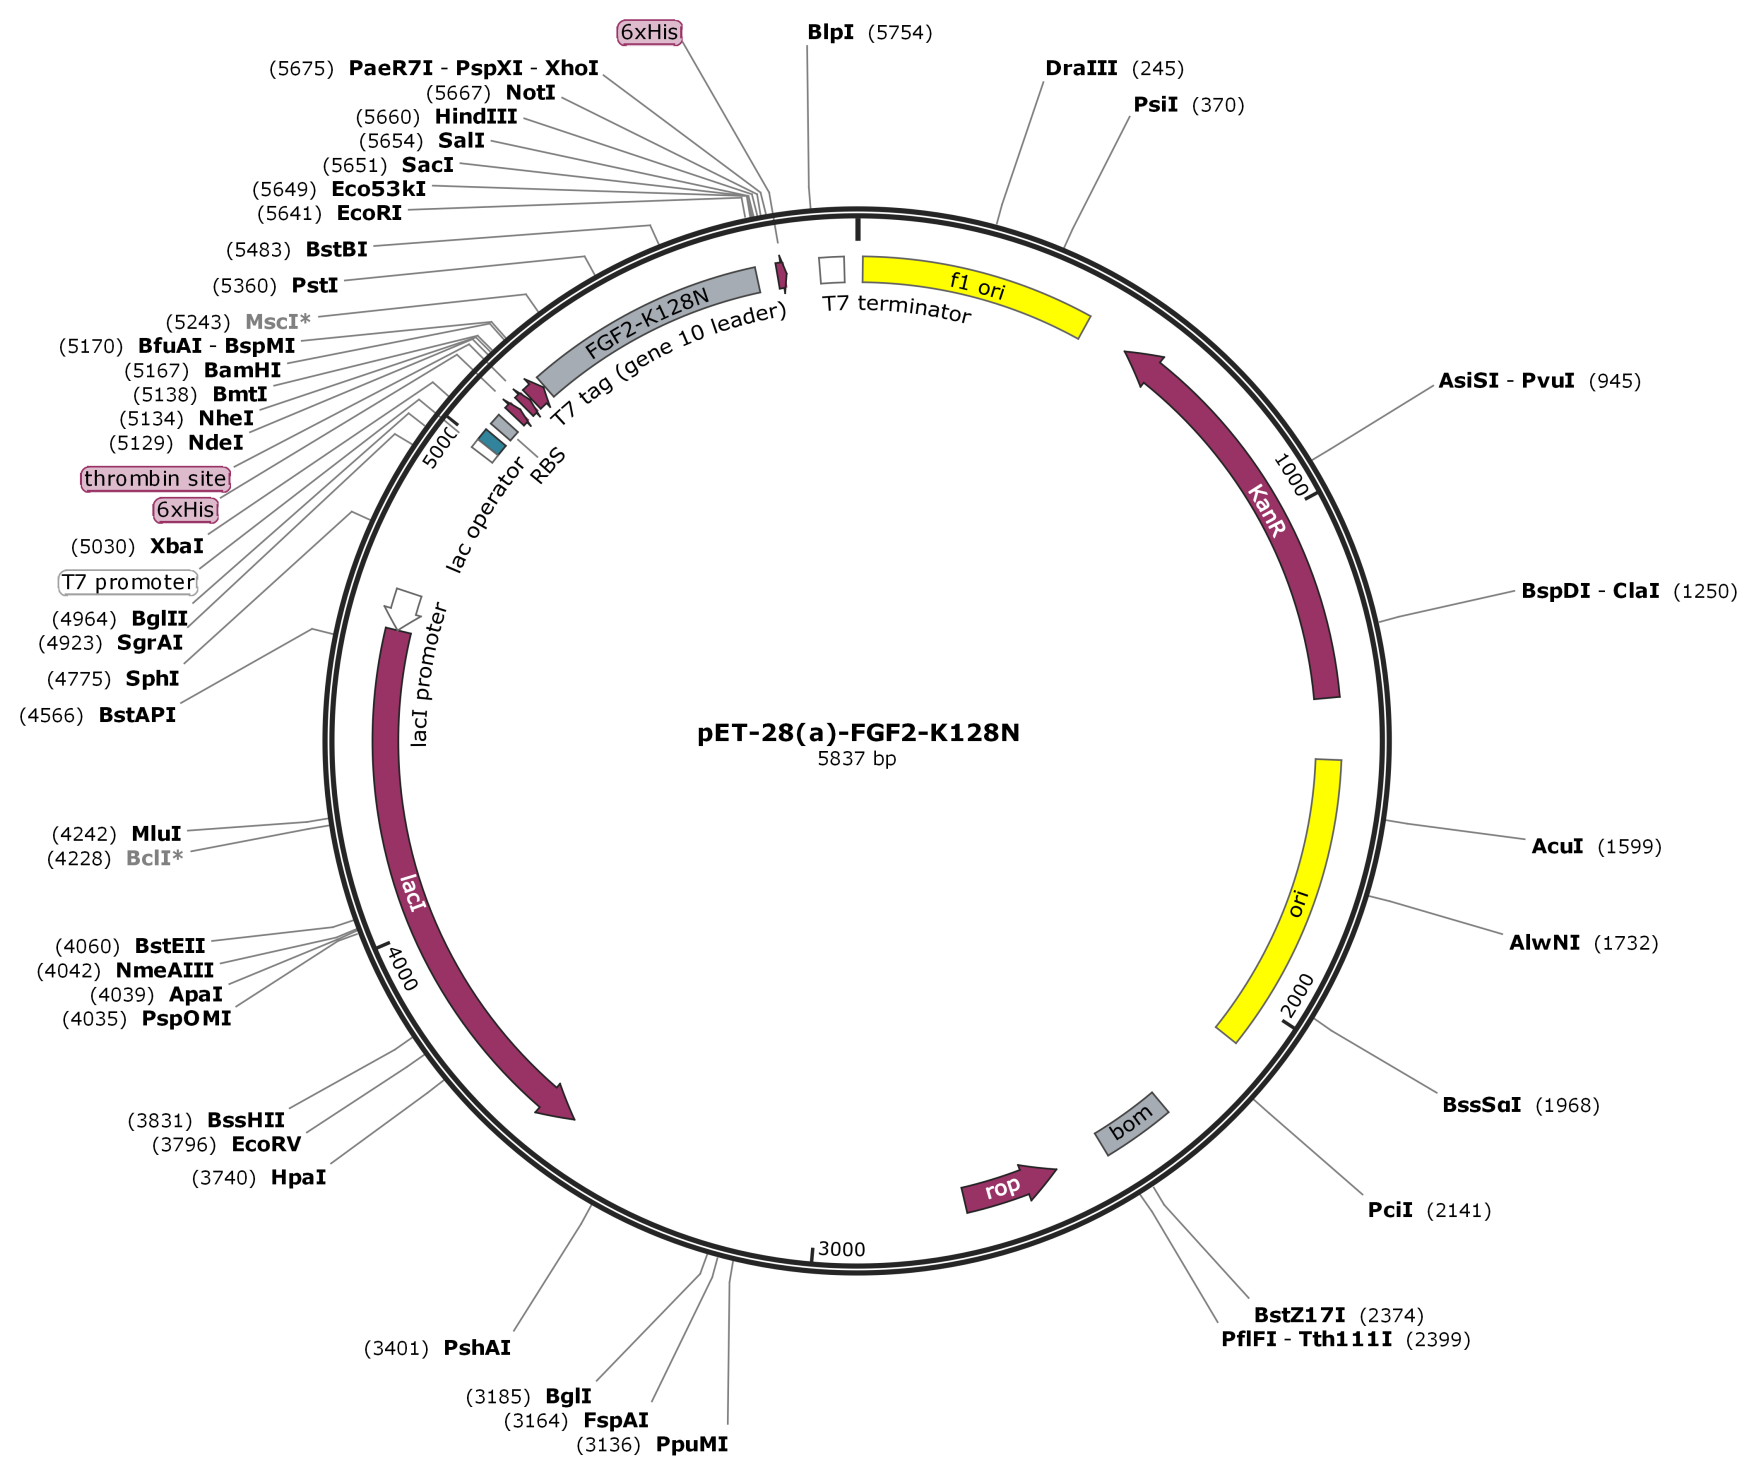 6xHis
(5675) PaeR7I - PspXI - XhoI
(5667) NotI
(5660) HindIII
(5654) SalI
(5651) SacI
(5649) Eco53kI
(5641) EcoRI
(5483) BstBI
(5360) PstI
(5243) MscI*
(5170) BfuAI - BspMI
(5167) BamHI
(5138) BmtI
(5134) NheI
(5129) NdeI
thrombin site
6xHis
(5030) XbaI
T7 promoter
(4964) BglII
(4923) SgrAI
(4775) SphI
(4566) BstAPI
(4242) MluI
(4228) BclI*
(4060) BstEII
(4042) NmeAIII
(4039) ApaI
(4035) PspOMI
(3831) BssHII
(3796) EcoRV
(3740) HpaI
(3401) PshAI
(3185) BglI
(3164) FspAI
(3136) PpuMI
BlpI (5754)
DraIII (245)
PsiI (370)
AsiSI - PvuI (945)
BspDI - ClaI (1250)
AcuI (1599)
AlwNI (1732)
BssSαI (1968)
PciI (2141)
BstZ17I (2374)
PflFI - Tth111I (2399)
1000
2000
3000
4000
5000
f1 ori
KanR
ori
bom
rop
lacI
lacI promoter
lac operator
RBS
T7 tag (gene 10 leader)
FGF2-K128N
T7 terminator
pET-28(a)-FGF2-K128N
5837 bp